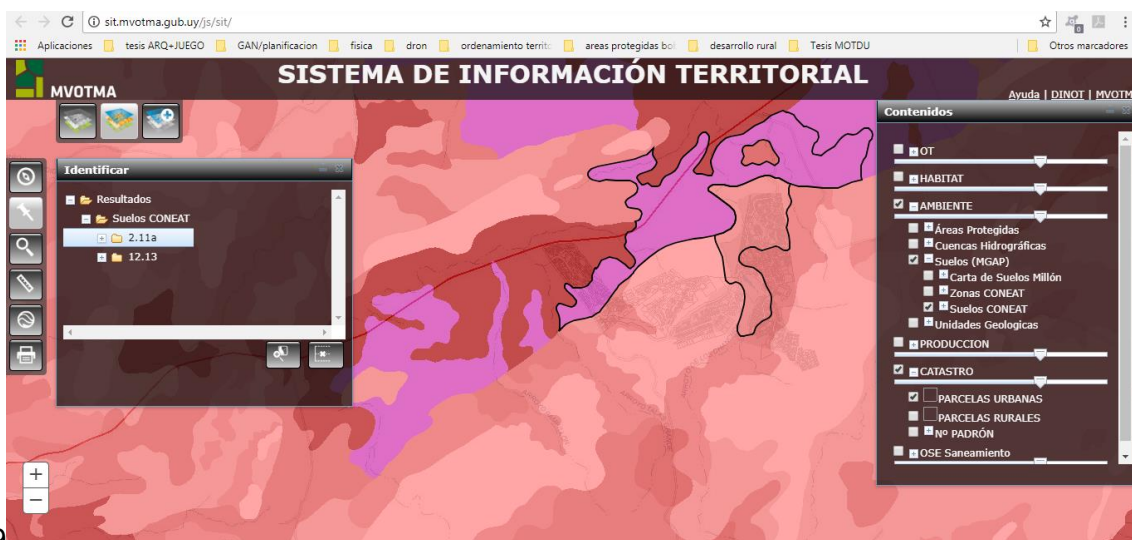 sit.mvotma.gub.uy/js/sit/
0
Aplicaciones tesis ARQ+JUEGO GAN/planificacion fisica dron ordenamiento territo areas protegidas bol desarrollo rural Tesis MOTDU Otros marcadores
SISTEMA DE INFORMACIÓN TERRITORIAL
MVOTMA
Ayuda | DINOT | MVOTM
Contenidos
OT
HABITAT
AMBIENTE
Áreas Protegidas
Cuencas Hidrográficas
Suelos (MGAP)
Carta de Suelos Millón
Zonas CONEAT
Suelos CONEAT
Unidades Geologicas
PRODUCCION
CATASTRO
PARCELAS URBANAS
PARCELAS RURALES
Nº PADRÓN
OSE Saneamiento
Identificar
Resultados
Suelos CONEAT
2.11a
12.13
+
−